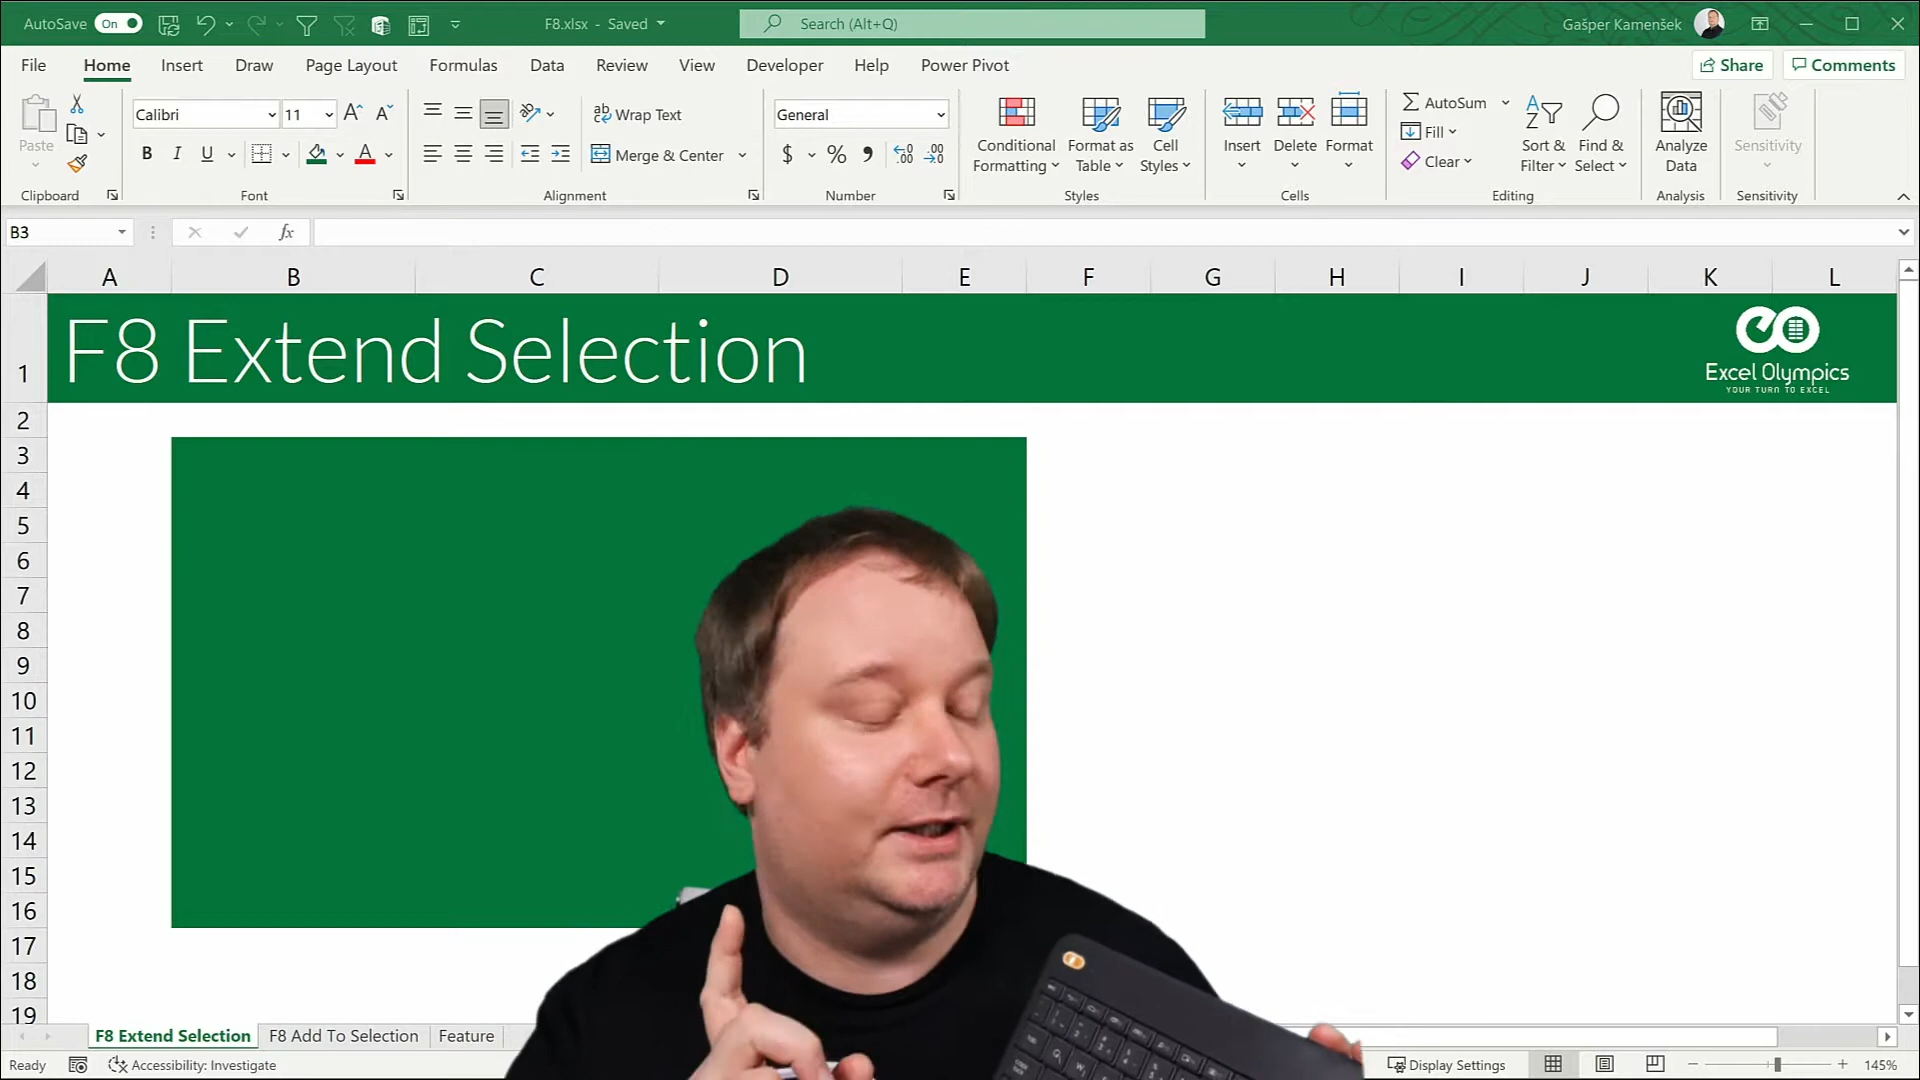 AutoSave On F8.xlsx - Saved Search (Alt+Q) Gašper Kamenšek
File Home Insert Draw Page Layout Formulas Data Review View Developer Help Power Pivot Share Comments
Paste
Clipboard
Calibri 11
B I U A
Font
ab Wrap Text
Merge & Center
Alignment
General
$ % 9 .00
Number
Conditional Formatting
Format as Table
Cell Styles
Styles
Insert Delete Format
Cells
AutoSum
Fill
Clear
Sort & Filter
Find & Select
Editing
Analyze Data
Analysis
Sensitivity
Sensitivity
B3 fx
A B C D E F G H I J K L
1
F8 Extend Selection
Excel Olympics
YOUR TURN TO EXCEL
2
3
4
5
6
7
8
9
10
11
12
13
14
15
16
17
18
19
F8 Extend Selection F8 Add To Selection Feature
Ready Accessibility: Investigate Display Settings 145%